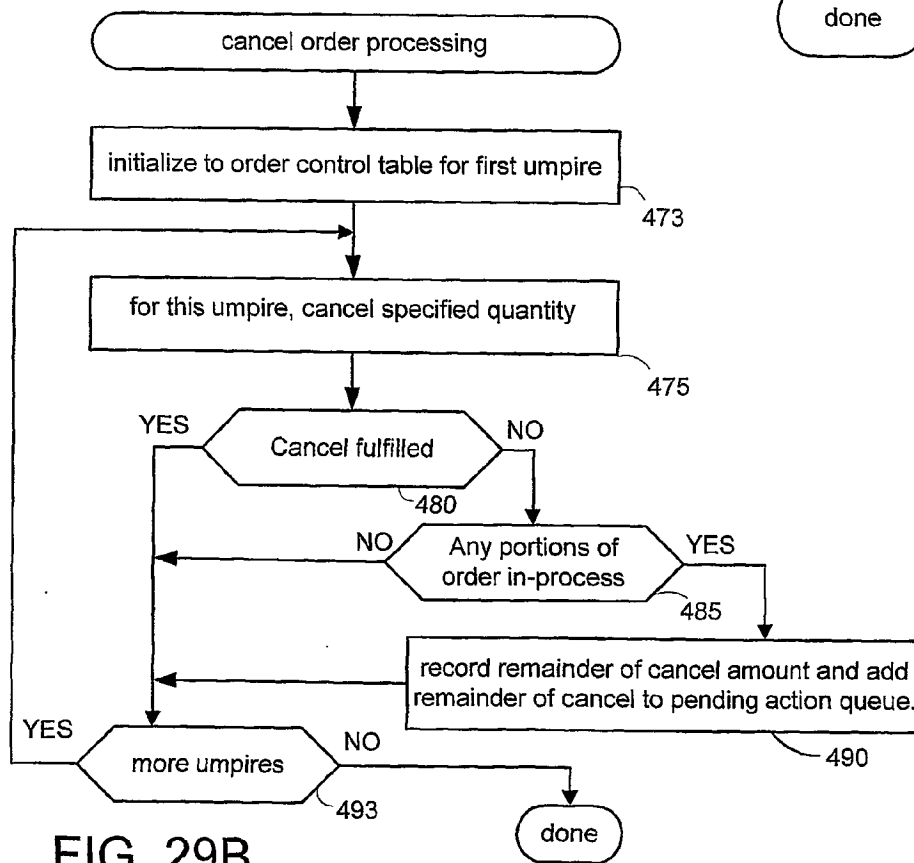 done
cancel order processing
initialize to order control table for first umpire
473
for this umpire, cancel specified quantity
475
YES
NO
Cancel fulfilled
480
NO
YES
Any portions of
order in-process
485
record remainder of cancel amount and add
remainder of cancel to pending action queue.
490
YES
NO
more umpires
493
done
FIG. 29B